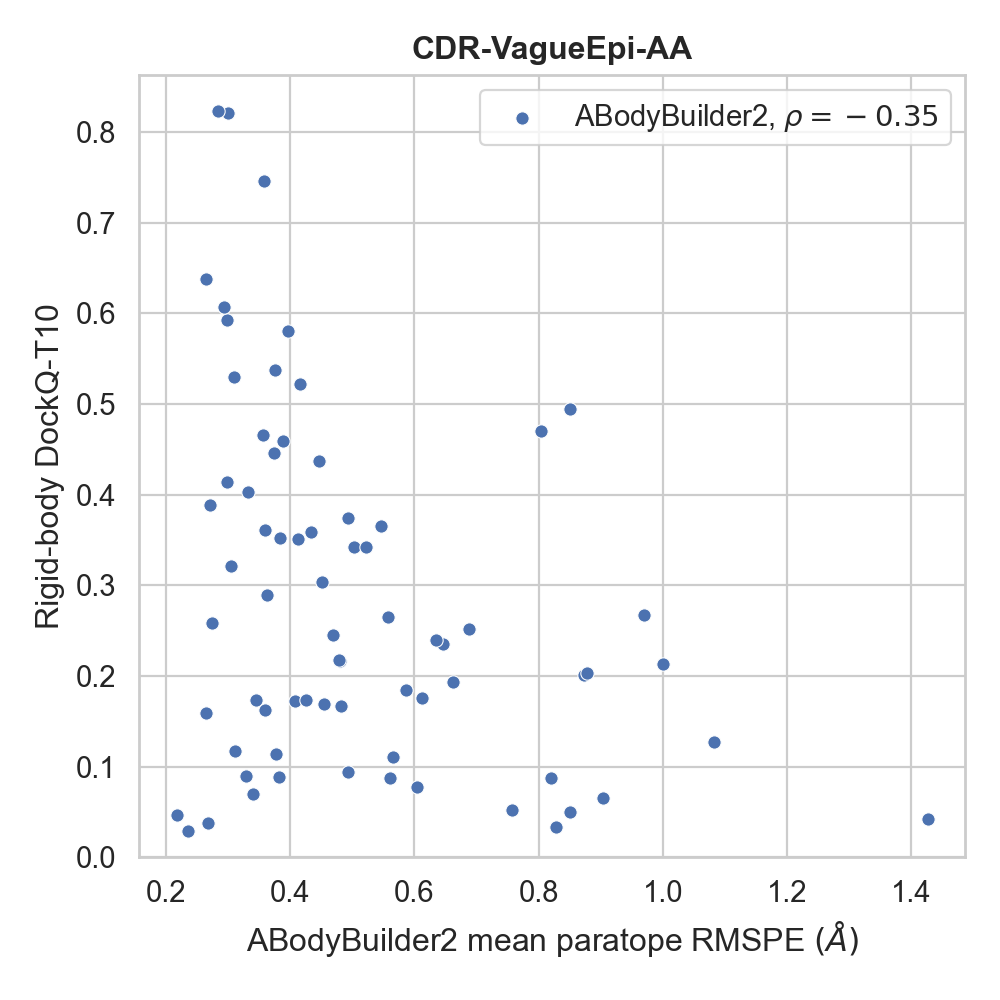 CDR-VagueEpi-AA
ABodyBuilder2, ρ = − 0.35
0.8
0.7
0.6
0.5
0.4
0.3
0.2
0.1
0.0
Rigid-body DockQ-T10
0.2 0.4 0.6 0.8 1.0 1.2 1.4
ABodyBuilder2 mean paratope RMSPE (Å)